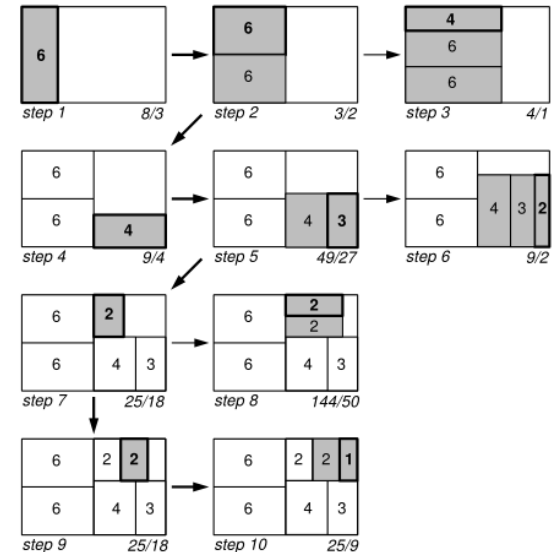 6
step 1 8/3
6
6
step 2 3/2
4
6
6
step 3 4/1
6
6
4
step 4 9/4
6
6 4 3
step 5 49/27
6
6 4 3 2
step 6 9/2
6 2
6 4 3
step 7 25/18
6 2
2
6 4 3
step 8 144/50
6 2 2
6 4 3
step 9 25/18
6 2 2 1
6 4 3
step 10 25/9